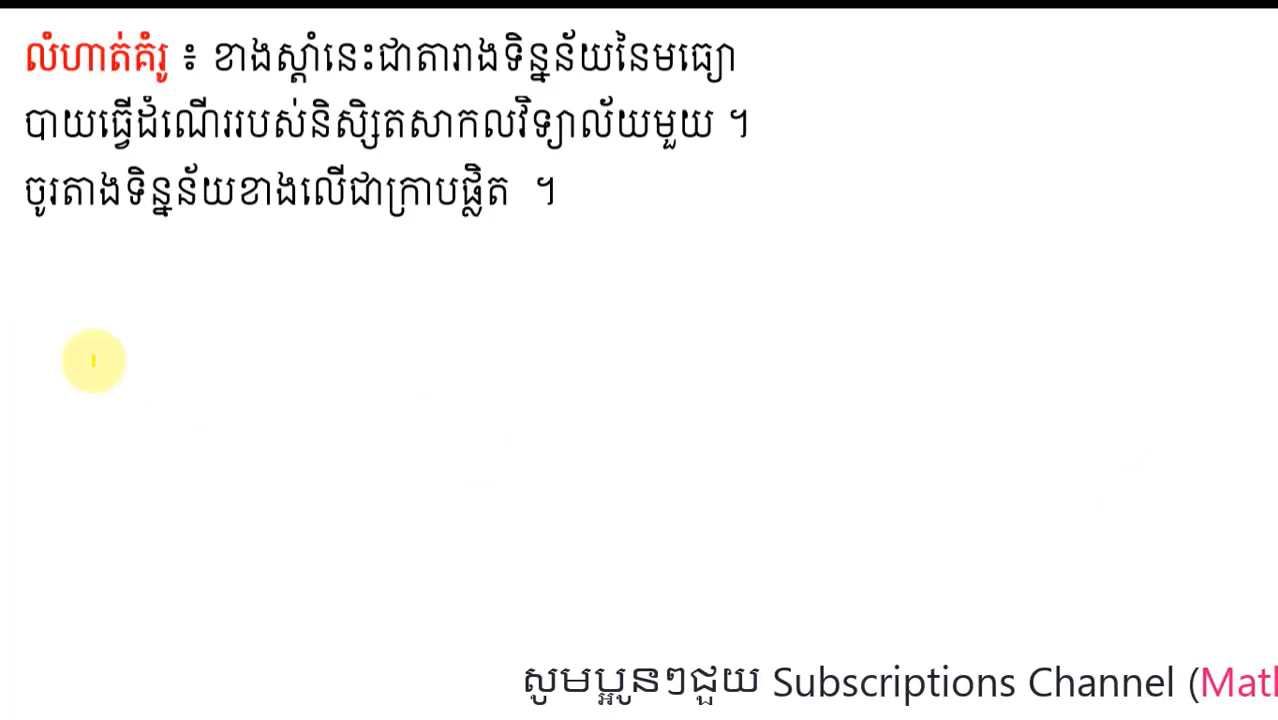 លំហាត់គំរូ ៖ ខាងស្ដាំនេះជាតារាងទិន្នន័យនៃមធ្យោ
បាយធ្វើដំណើររបស់និស្សិតសាកលវិទ្យាល័យមួយ ។
ចូរតាងទិន្នន័យខាងលើជាក្រាបផ្លិត ។
សូមប្អូនៗជួយ Subscriptions Channel (Mat